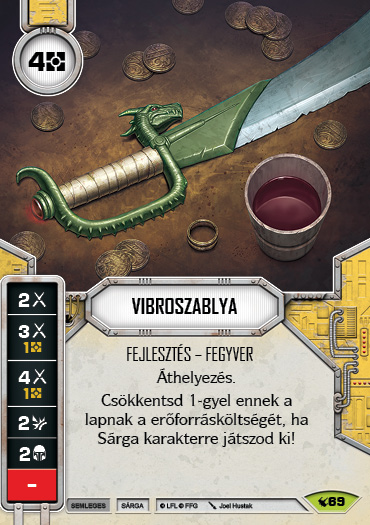 4
VIBROSZABLYA
FEJLESZTÉS – FEGYVER
Áthelyezés.
Csökkentsd 1-gyel ennek a
lapnak a erőforrásköltségét, ha
Sárga karakterre játszod ki!
2
3
1
4
1
2
2
–
SEMLEGES
SÁRGA
© LFL © FFG
Joel Hustak
89